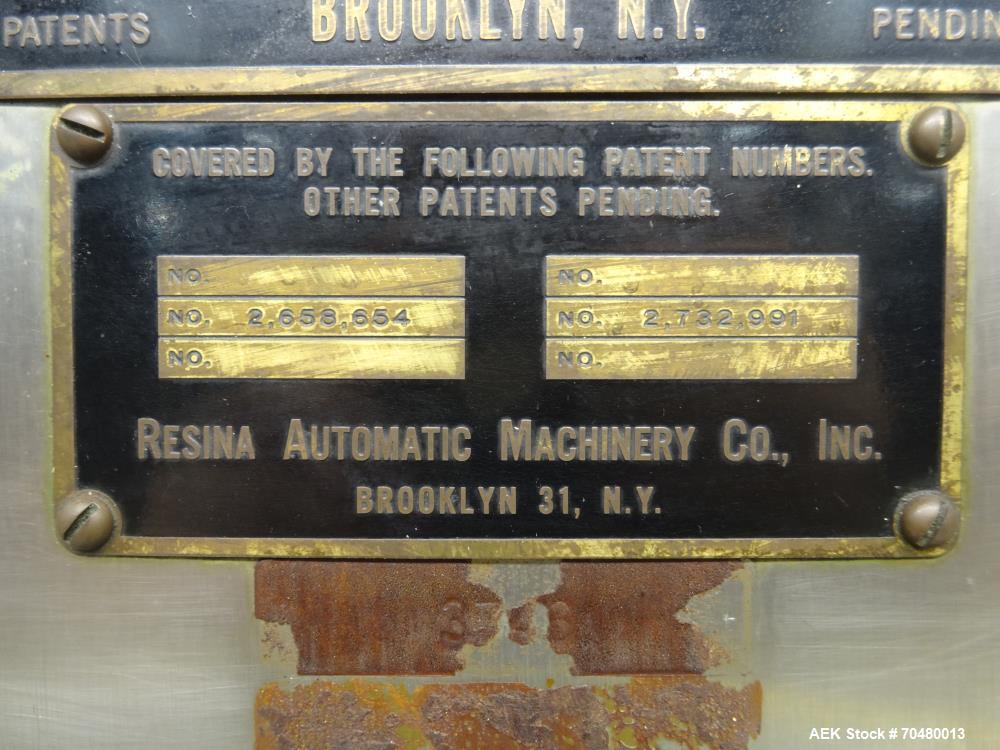 BROOKLYN, N.Y.
PATENTS PENDIN
COVERED BY THE FOLLOWING PATENT NUMBERS.
OTHER PATENTS PENDING.
NO. NO.
NO. 2,658,654 NO. 2,732,991
NO. NO.
RESINA AUTOMATIC MACHINERY CO., INC.
BROOKLYN 31, N.Y.
AEK Stock # 70480013